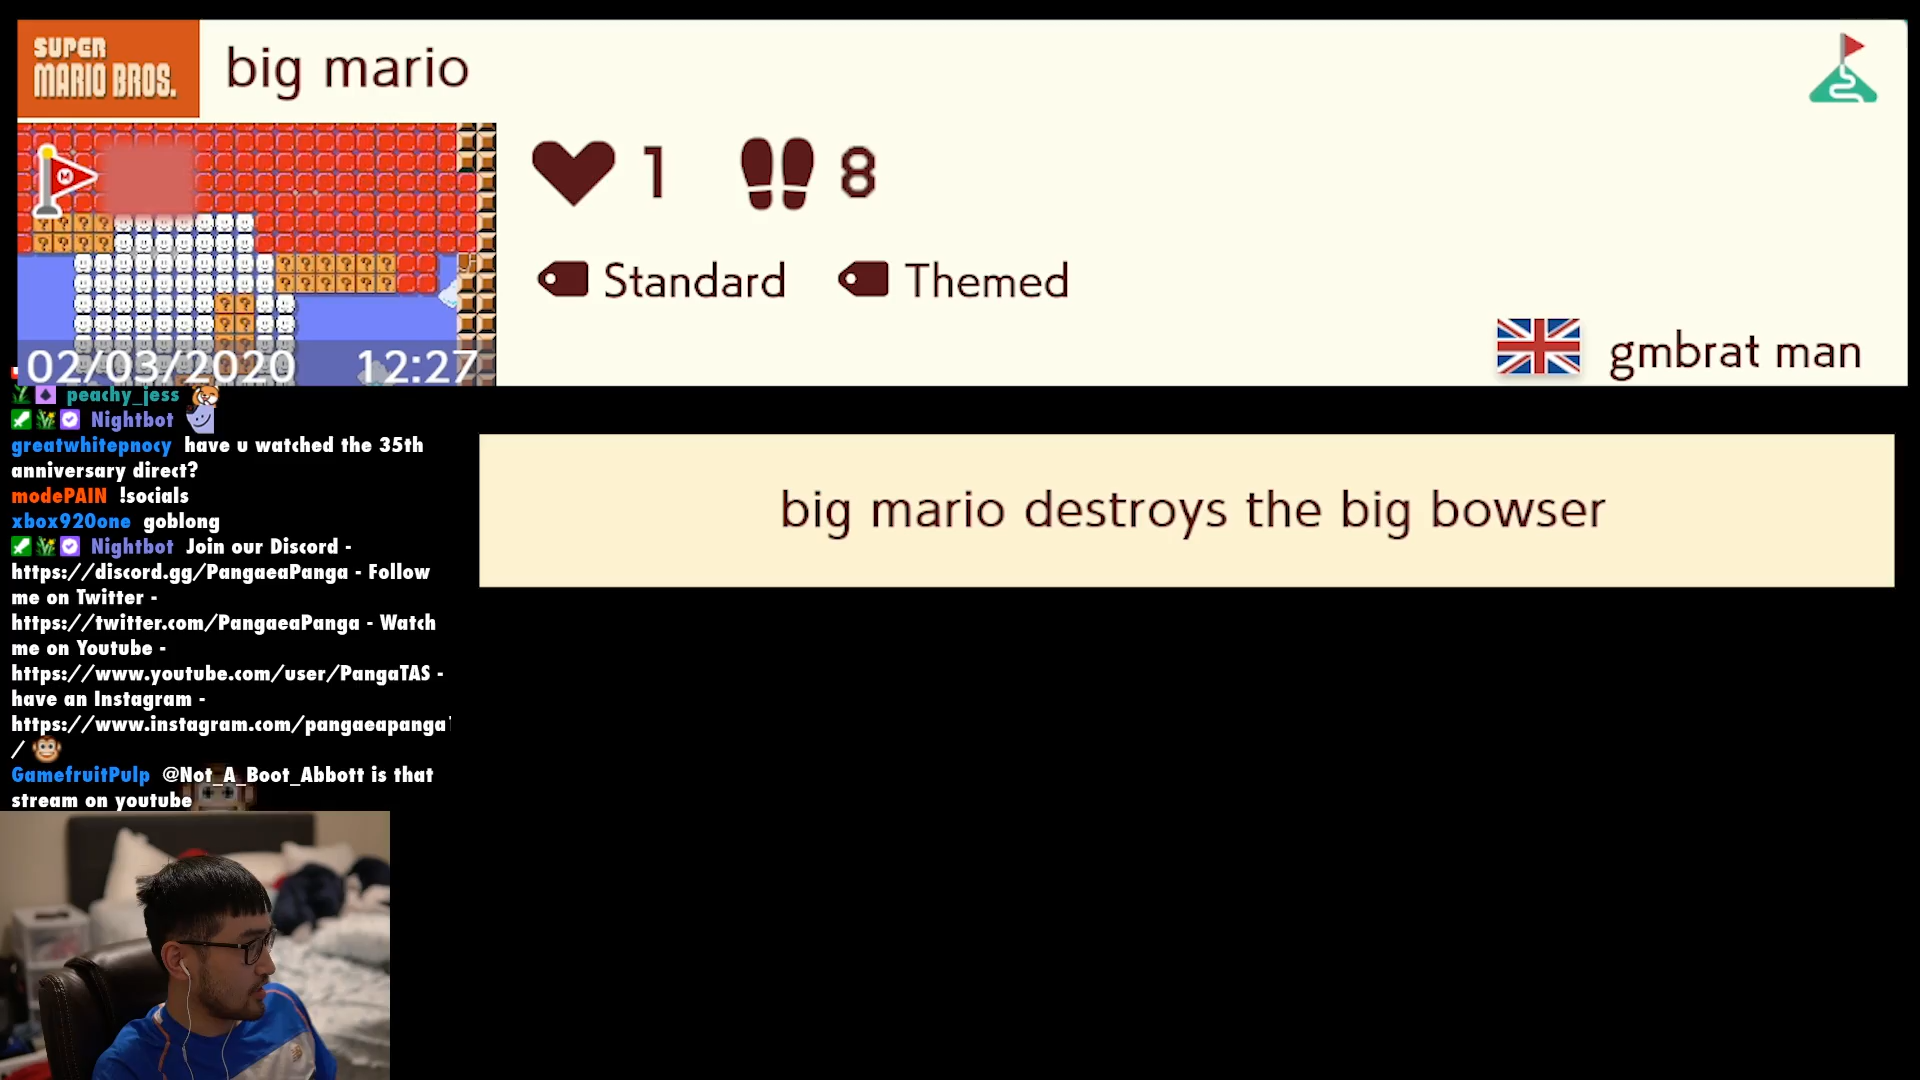 SUPER
MARIO BROS.
big mario
1
8
Standard
Themed
gmbrat man
02/03/2020 12:27
big mario destroys the big bowser
peachy_jess
Nightbot
greatwhitepnocy have u watched the 35th
anniversary direct?
modePAIN !socials
xbox920one goblong
Nightbot Join our Discord -
https://discord.gg/PangaeaPanga - Follow
me on Twitter -
https://twitter.com/PangaeaPanga - Watch
me on Youtube -
https://www.youtube.com/user/PangaTAS -
have an Instagram -
https://www.instagram.com/pangaeapanga
/
GamefruitPulp @Not_A_Boot_Abbott is that
stream on youtube